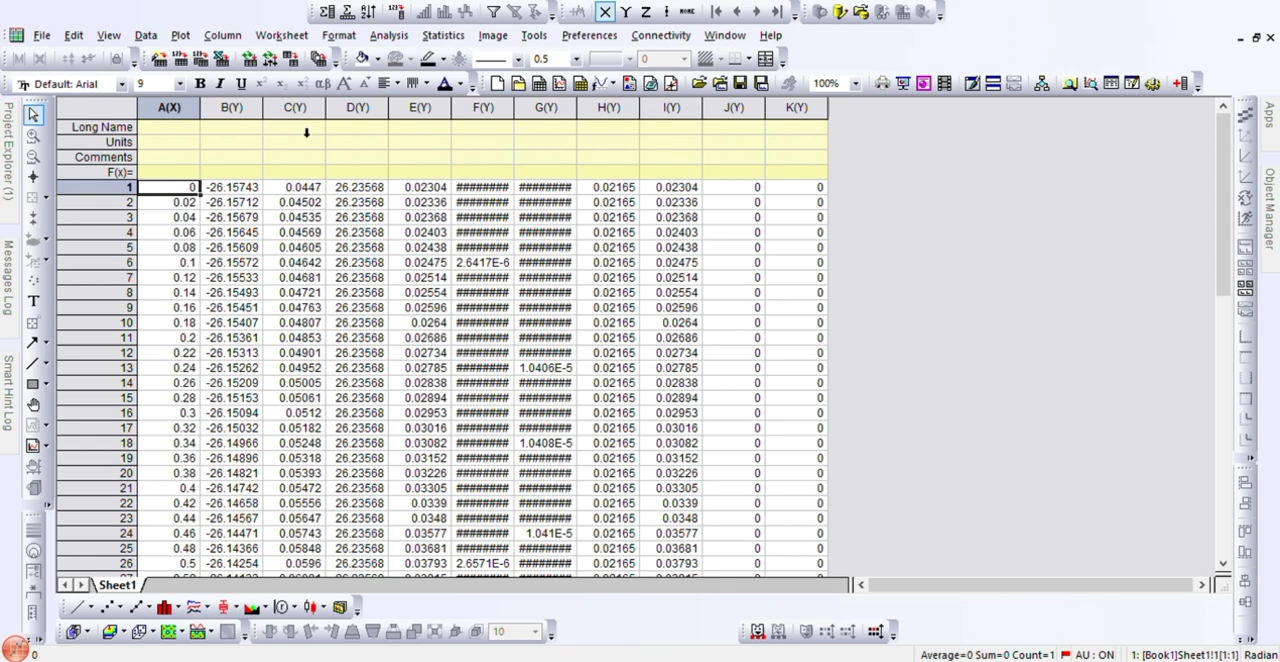 File Edit View Data Plot Column Worksheet Format Analysis Statistics Image Tools Preferences Connectivity Window Help
0.5 0
Default: Arial 9 B I U αβ A A A 100%
A(X) B(Y) C(Y) D(Y) E(Y) F(Y) G(Y) H(Y) I(Y) J(Y) K(Y)
Long Name
Units
Comments
F(x)=
1 0 -26.15743 0.0447 26.23568 0.02304 ######## ######## 0.02165 0.02304 0 0
2 0.02 -26.15712 0.04502 26.23568 0.02336 ######## ######## 0.02165 0.02336 0 0
3 0.04 -26.15679 0.04535 26.23568 0.02368 ######## ######## 0.02165 0.02368 0 0
4 0.06 -26.15645 0.04569 26.23568 0.02403 ######## ######## 0.02165 0.02403 0 0
5 0.08 -26.15609 0.04605 26.23568 0.02438 ######## ######## 0.02165 0.02438 0 0
6 0.1 -26.15572 0.04642 26.23568 0.02475 2.6417E-6 ######## 0.02165 0.02475 0 0
7 0.12 -26.15533 0.04681 26.23568 0.02514 ######## ######## 0.02165 0.02514 0 0
8 0.14 -26.15493 0.04721 26.23568 0.02554 ######## ######## 0.02165 0.02554 0 0
9 0.16 -26.15451 0.04763 26.23568 0.02596 ######## ######## 0.02165 0.02596 0 0
10 0.18 -26.15407 0.04807 26.23568 0.0264 ######## ######## 0.02165 0.0264 0 0
11 0.2 -26.15361 0.04853 26.23568 0.02686 ######## ######## 0.02165 0.02686 0 0
12 0.22 -26.15313 0.04901 26.23568 0.02734 ######## ######## 0.02165 0.02734 0 0
13 0.24 -26.15262 0.04952 26.23568 0.02785 ######## 1.0406E-5 0.02165 0.02785 0 0
14 0.26 -26.15209 0.05005 26.23568 0.02838 ######## ######## 0.02165 0.02838 0 0
15 0.28 -26.15153 0.05061 26.23568 0.02894 ######## ######## 0.02165 0.02894 0 0
16 0.3 -26.15094 0.0512 26.23568 0.02953 ######## ######## 0.02165 0.02953 0 0
17 0.32 -26.15032 0.05182 26.23568 0.03016 ######## ######## 0.02165 0.03016 0 0
18 0.34 -26.14966 0.05248 26.23568 0.03082 ######## 1.0408E-5 0.02165 0.03082 0 0
19 0.36 -26.14896 0.05318 26.23568 0.03152 ######## ######## 0.02165 0.03152 0 0
20 0.38 -26.14821 0.05393 26.23568 0.03226 ######## ######## 0.02165 0.03226 0 0
21 0.4 -26.14742 0.05472 26.23568 0.03305 ######## ######## 0.02165 0.03305 0 0
22 0.42 -26.14658 0.05556 26.23568 0.0339 ######## ######## 0.02165 0.0339 0 0
23 0.44 -26.14567 0.05647 26.23568 0.0348 ######## ######## 0.02165 0.0348 0 0
24 0.46 -26.14471 0.05743 26.23568 0.03577 ######## 1.041E-5 0.02165 0.03577 0 0
25 0.48 -26.14366 0.05848 26.23568 0.03681 ######## ######## 0.02165 0.03681 0 0
26 0.5 -26.14254 0.0596 26.23568 0.03793 2.6571E-6 ######## 0.02165 0.03793 0 0
Sheet1
10
0 Average=0 Sum=0 Count=1 AU : ON 1: [Book1]Sheet1!1[1:1] Radian
Project Explorer (1)
Messages Log
Smart Hint Log
Apps
Object Manager